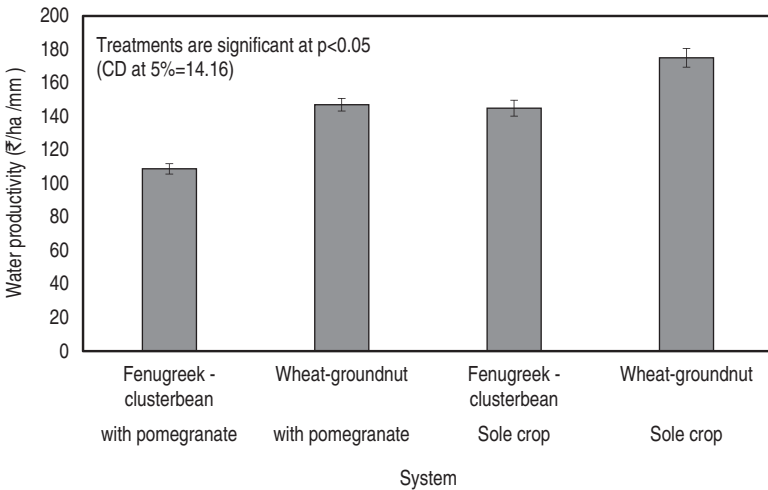 Water productivity (₹/ha /mm )
200
180
160
140
120
100
80
60
40
20
0
Treatments are significant at p<0.05
(CD at 5%=14.16)
Fenugreek -
clusterbean
with pomegranate
Wheat-groundnut
with pomegranate
Fenugreek -
clusterbean
Sole crop
Wheat-groundnut
Sole crop
System